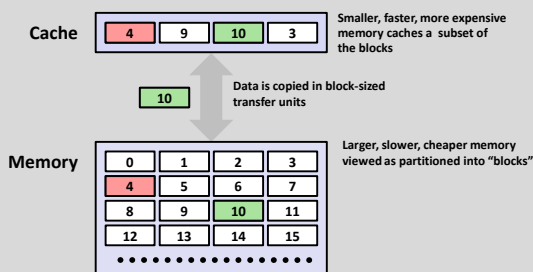 Cache
4 9 10 3
Smaller, faster, more expensive
memory caches a subset of
the blocks
10
Data is copied in block-sized
transfer units
Memory
0 1 2 3
4 5 6 7
8 9 10 11
12 13 14 15
Larger, slower, cheaper memory
viewed as partitioned into “blocks”